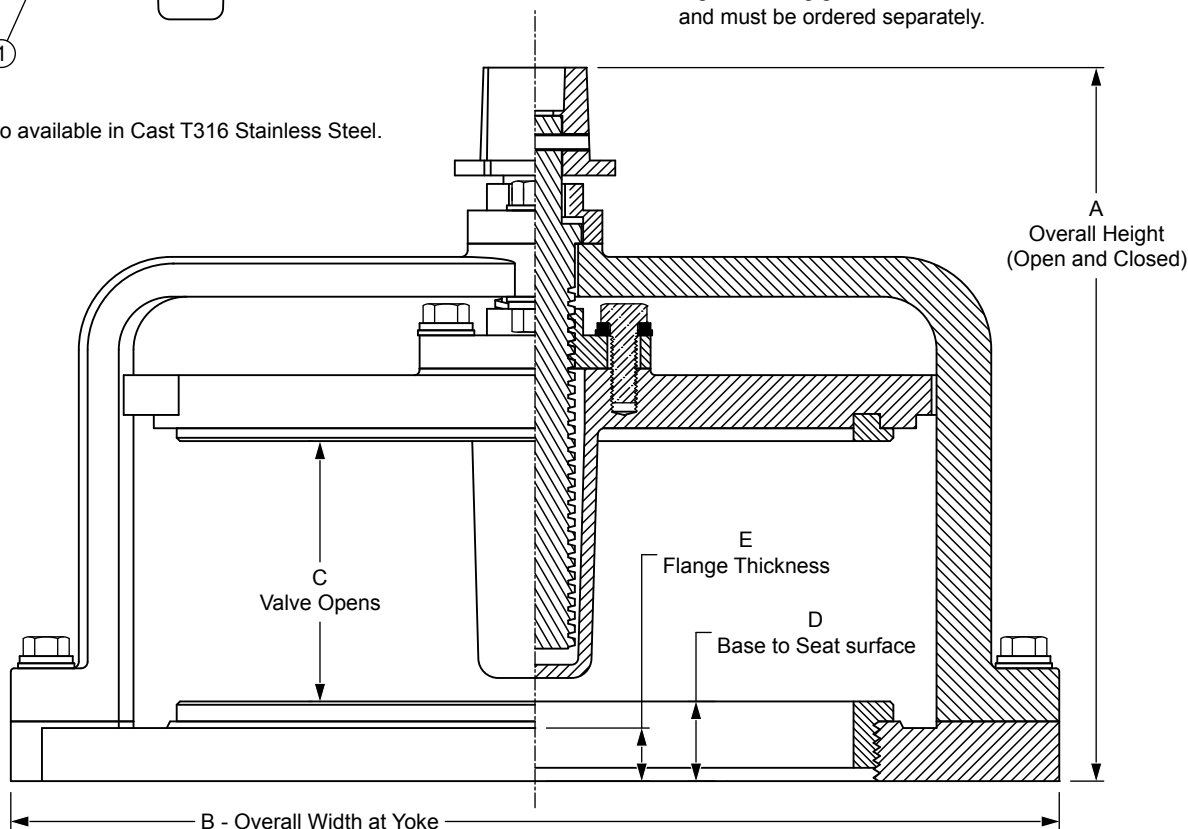 and must be ordered separately.
1
available in Cast T316 Stainless Steel.
A
Overall Height
(Open and Closed)
E
Flange Thickness
C
Valve Opens
D
Base to Seat surface
B - Overall Width at Yoke